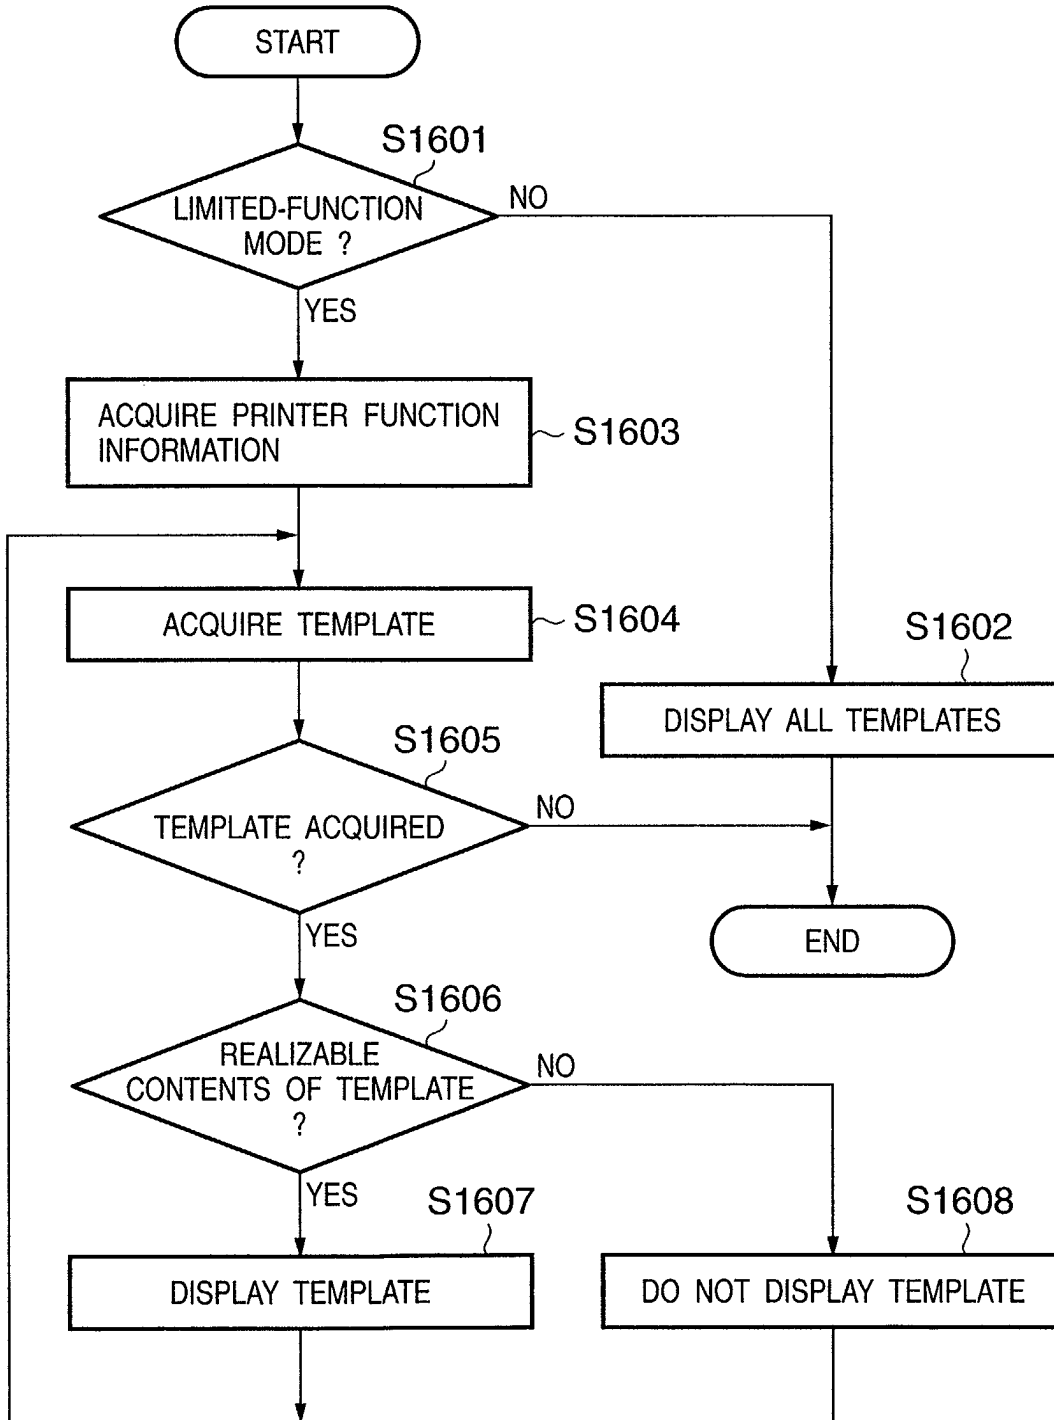 START
S1601
LIMITED-FUNCTION
MODE ?
NO
YES
ACQUIRE PRINTER FUNCTION
INFORMATION
S1603
ACQUIRE TEMPLATE
S1604
S1602
DISPLAY ALL TEMPLATES
S1605
TEMPLATE ACQUIRED
?
NO
YES
END
S1606
REALIZABLE
CONTENTS OF TEMPLATE
?
NO
YES
S1607
DISPLAY TEMPLATE
S1608
DO NOT DISPLAY TEMPLATE